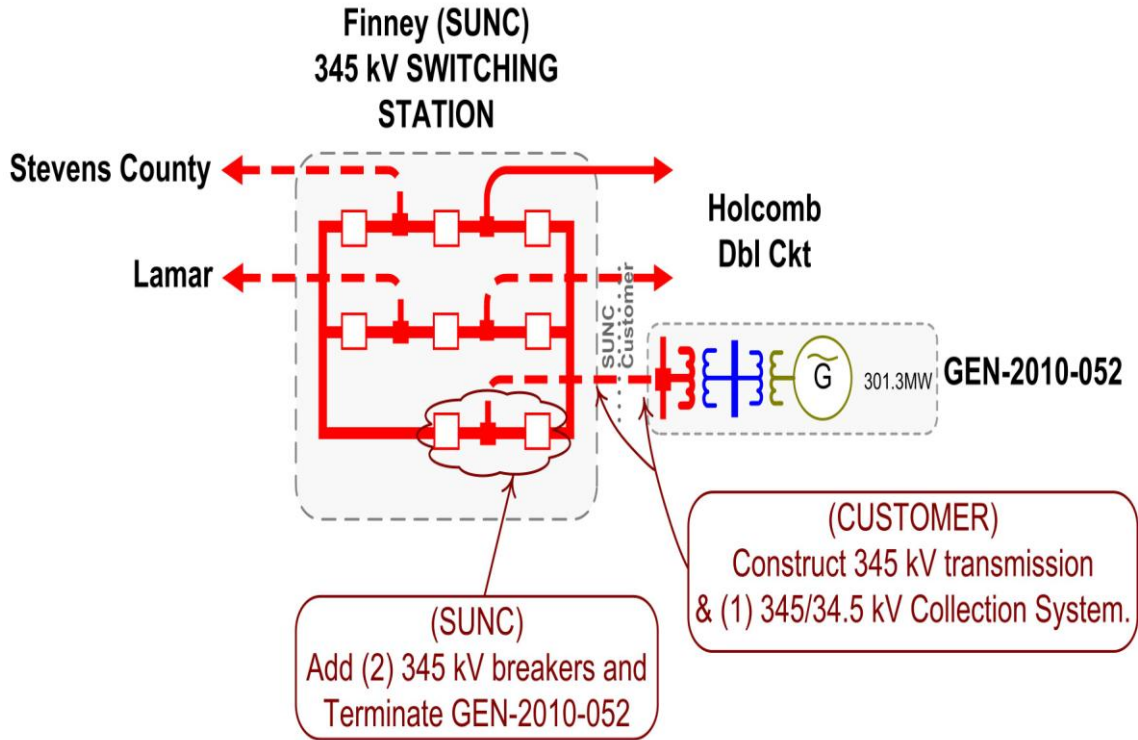 Finney (SUNC)
345 kV SWITCHING
STATION
Stevens County
Lamar
Holcomb
Dbl Ckt
SUNC
Customer
G
301.3MW
GEN-2010-052
(CUSTOMER)
Construct 345 kV transmission
& (1) 345/34.5 kV Collection System.
(SUNC)
Add (2) 345 kV breakers and
Terminate GEN-2010-052